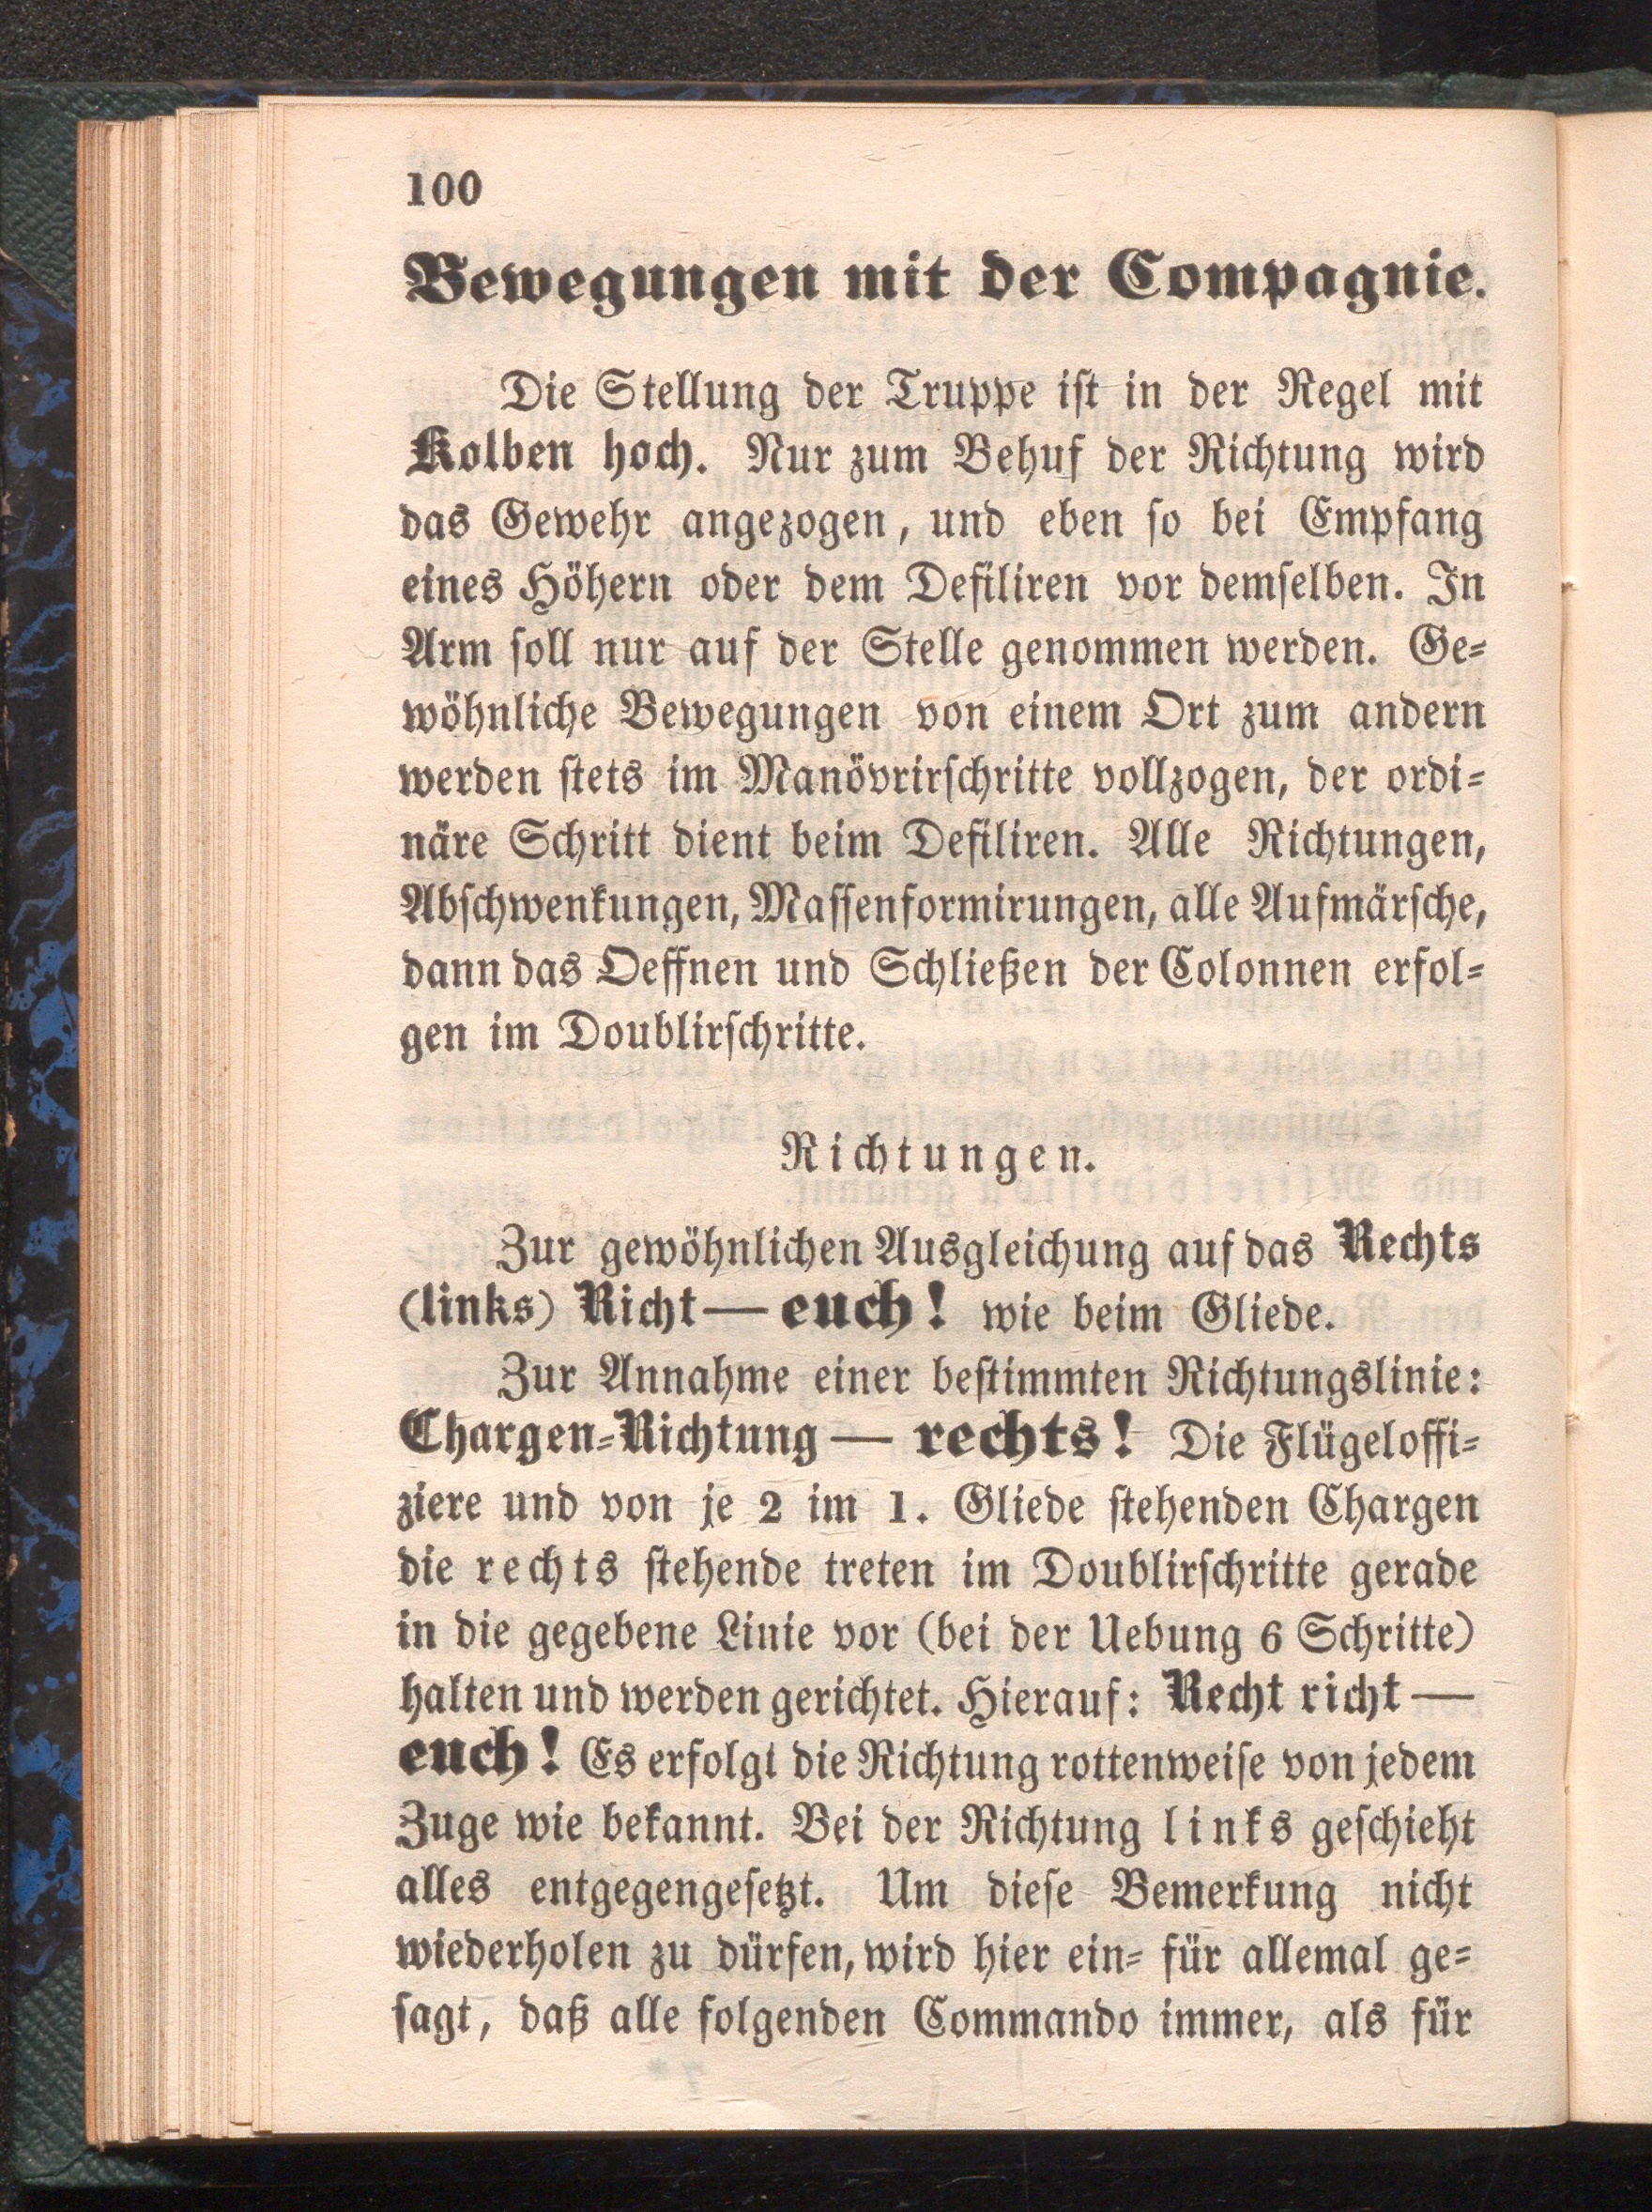 100
Bewegungen mit der Compagnie.
Die Stellung der Truppe iſt in der Regel mit
Kolben hoch. Nur zum Behuf der Richtung wird
das Gewehr angezogen, und eben ſo bei Empfang
eines Höhern oder dem Defiliren vor demſelben. In
Arm ſoll nur auf der Stelle genommen werden. Ge⸗
wöhnliche Bewegungen von einem Ort zum andern
werden ſtets im Manövrirſchritte vollzogen, der ordi⸗
näre Schritt dient beim Defiliren. Alle Richtungen,
Abſchwenkungen, Maſſenformirungen, alle Aufmärſche,
dann das Oeffnen und Schließen der Colonnen erfol⸗
gen im Doublirſchritte.
Richtungen.
Zur gewöhnlichen Ausgleichung auf das Rechts
(links) Richt — euch! wie beim Gliede.
Zur Annahme einer beſtimmten Richtungslinie:
Chargen⸗Richtung — rechts! Die Flügeloffi⸗
ziere und von je 2 im 1. Gliede ſtehenden Chargen
die rechts ſtehende treten im Doublirſchritte gerade
in die gegebene Linie vor (bei der Uebung 6 Schritte)
halten und werden gerichtet. Hierauf: Recht richt —
euch! Es erfolgt die Richtung rottenweiſe von jedem
Zuge wie bekannt. Bei der Richtung links geſchieht
alles entgegengeſetzt. Um dieſe Bemerkung nicht
wiederholen zu dürfen, wird hier ein⸗ für allemal ge⸗
ſagt, daß alle folgenden Commando immer, als für